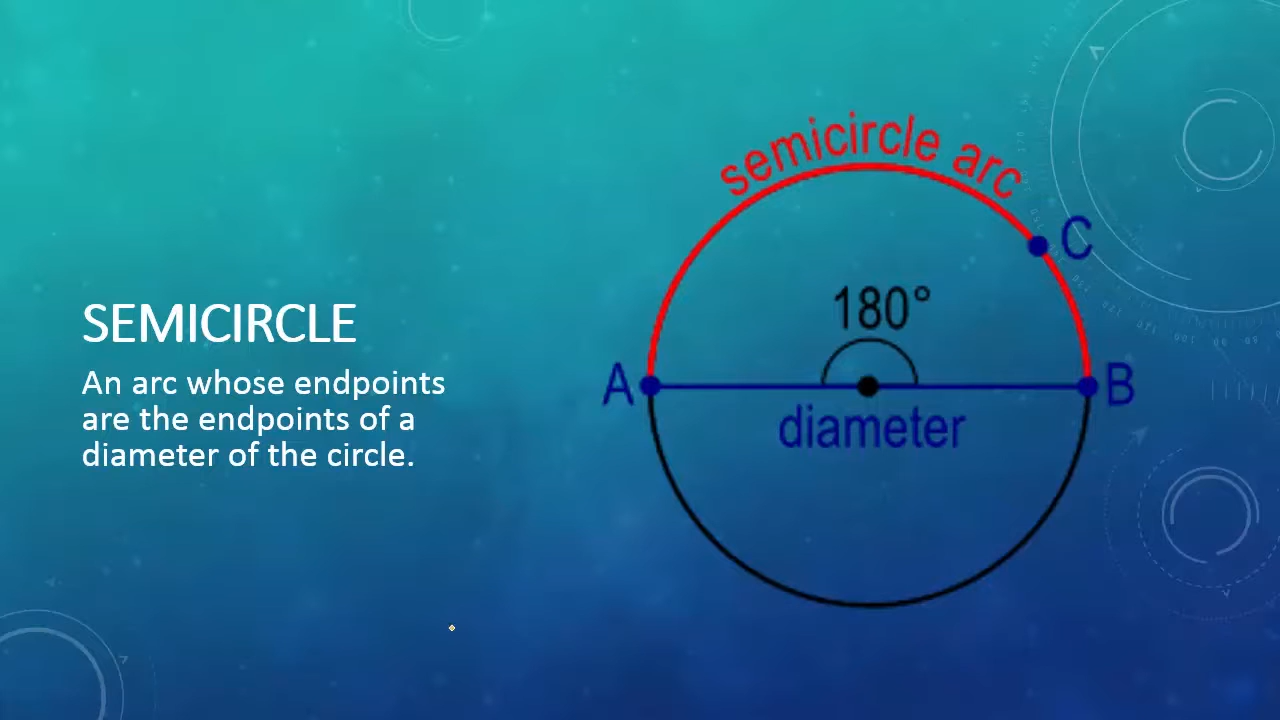 SEMICIRCLE
An arc whose endpoints
are the endpoints of a
diameter of the circle.
semicircle arc
C
180°
A
B
diameter